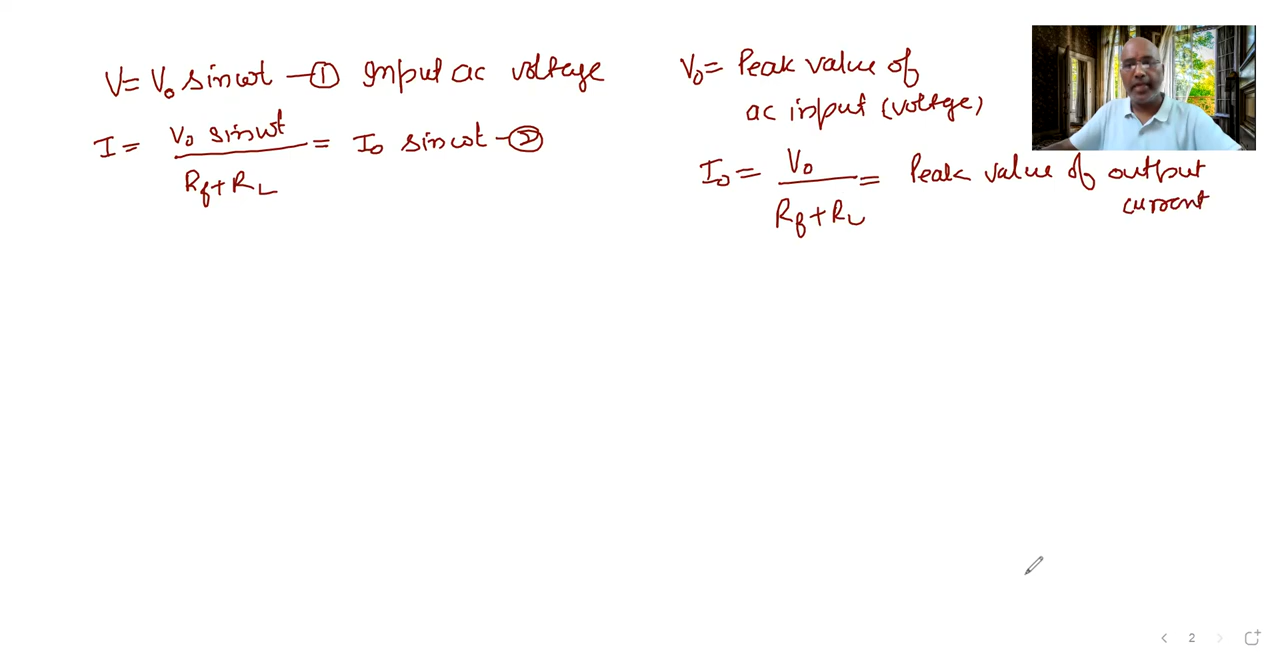 V = V₀ sinωt —① Input ac voltage
I = V₀ sinωt / R_f + R_L = I₀ sinωt —②
V₀ = Peak value of
ac input (voltge)
I₀ = V₀ / R_f + R_L = Peak value of output
current
2